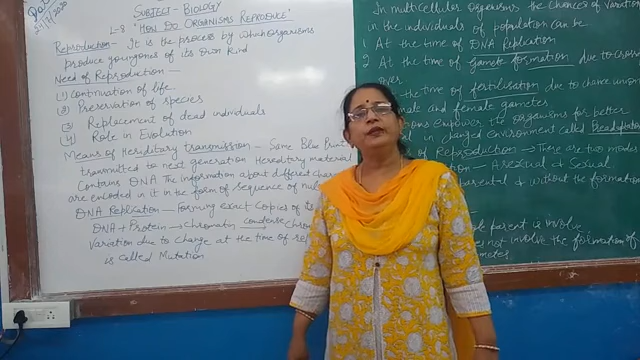 Date
21/7/2020
SUBJECT - BIOLOGY
L-8 'HOW DO ORGANISMS REPRODUCE'
Reproduction - It is the process by which organisms
produce youngones of its own kind
Need of Reproduction -
(1) Continuation of life
(2) Preservation of species
(3) Replacement of dead individuals
(4) Role in Evolution
Means of Hereditary transmission - Same Blue Print
transmitted to next generation Hereditary material
Contains DNA The information about different
are encoded in it in the form of sequence of
DNA Replication - Forming exact Copies of its
DNA + Protein → Chromatin condense
Variation due to change at the time of
is called Mutation
In multicellular organisms the chances of Variation
in the individuals of population can be
1 At the time of DNA Replication
2 At the time of gamete formation due to cross
over
the time of fertilisation due to chance union
male and female gametes
empower the organisms for better
in changed environment called
of Reproduction - There are two modes
Asexual & Sexual
& without the formation
parent is involve
not involve the formation of